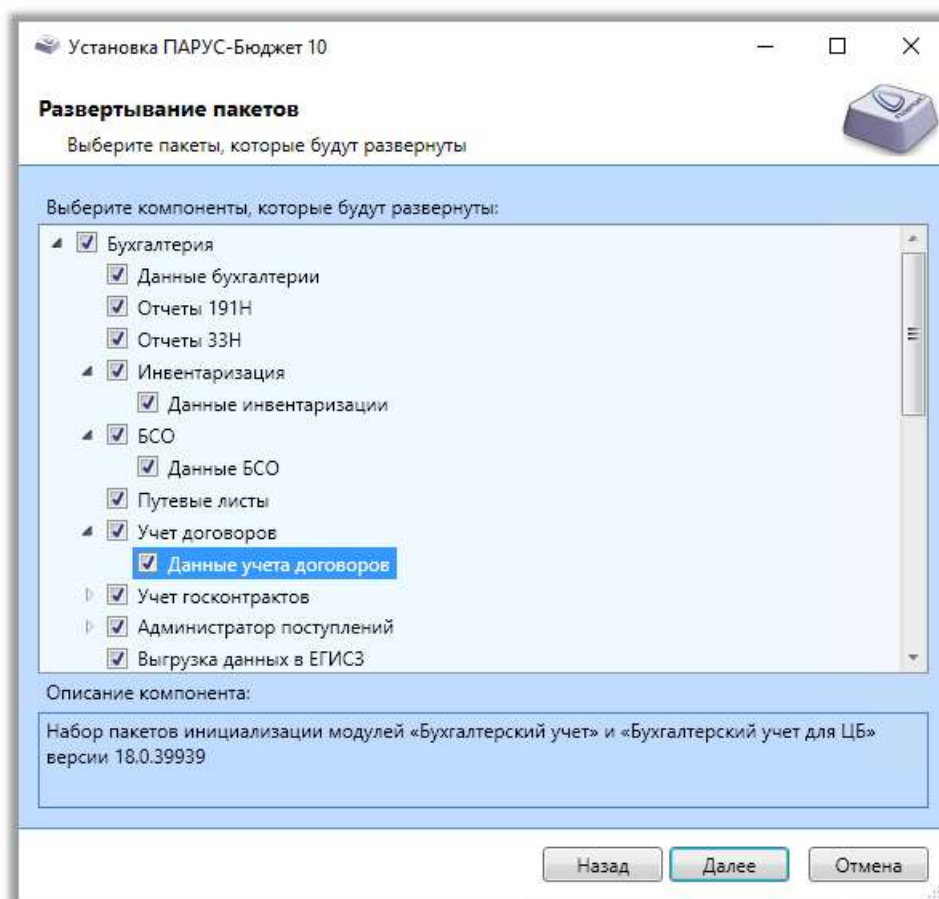 Установка ПАРУС-Бюджет 10
Развертывание пакетов
Выберите пакеты, которые будут развернуты
Выберите компоненты, которые будут развернуты:
Бухгалтерия
Данные бухгалтерии
Отчеты 191Н
Отчеты 33Н
Инвентаризация
Данные инвентаризации
БСО
Данные БСО
Путевые листы
Учет договоров
Данные учета договоров
Учет госконтрактов
Администратор поступлений
Выгрузка данных в ЕГИСЗ
Описание компонента:
Набор пакетов инициализации модулей «Бухгалтерский учет» и «Бухгалтерский учет для ЦБ»
версии 18.0.39939
Назад Далее Отмена